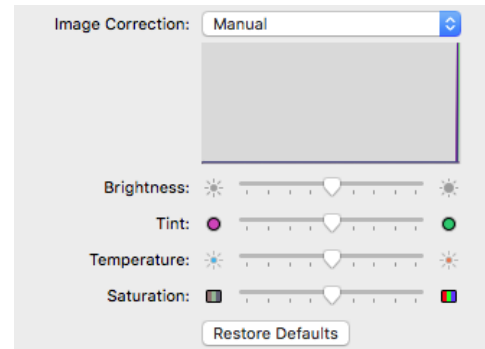 Image Correction: Manual
Brightness:
Tint:
Temperature:
Saturation:
Restore Defaults